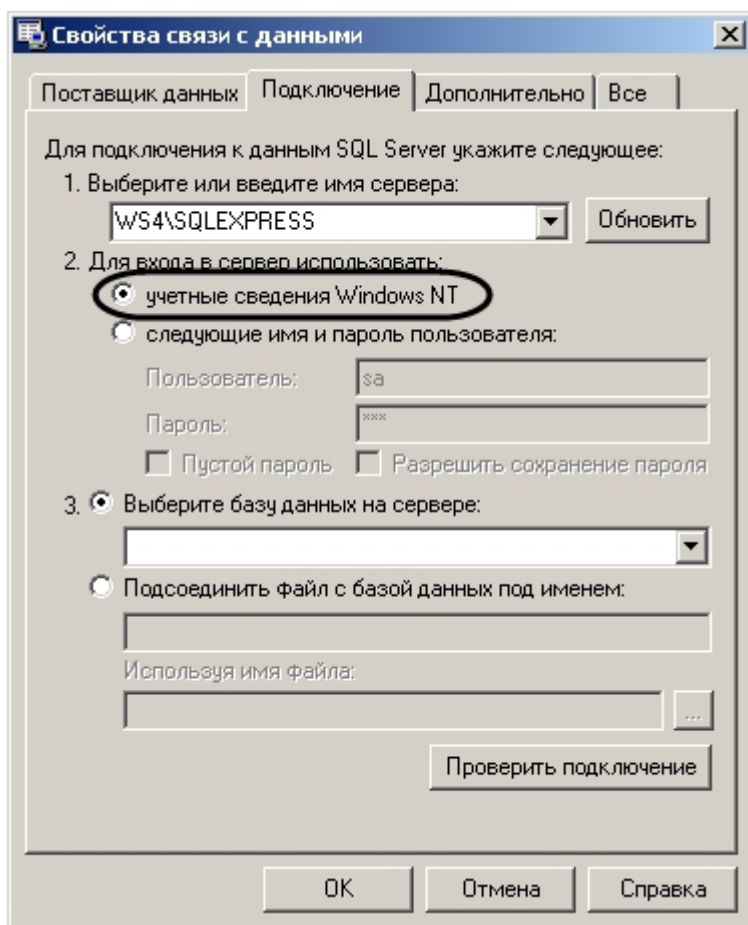 Свойства связи с данными
Поставщик данных Подключение Дополнительно Все
Для подключения к данным SQL Server укажите следующее:
1. Выберите или введите имя сервера:
WS4\SQLEXPRESS Обновить
2. Для входа в сервер использовать:
учетные сведения Windows NT
следующие имя и пароль пользователя:
Пользователь: sa
Пароль: ***
Пустой пароль Разрешить сохранение пароля
3. Выберите базу данных на сервере:
Подсоединить файл с базой данных под именем:
Используя имя файла:
...
Проверить подключение
OK Отмена Справка